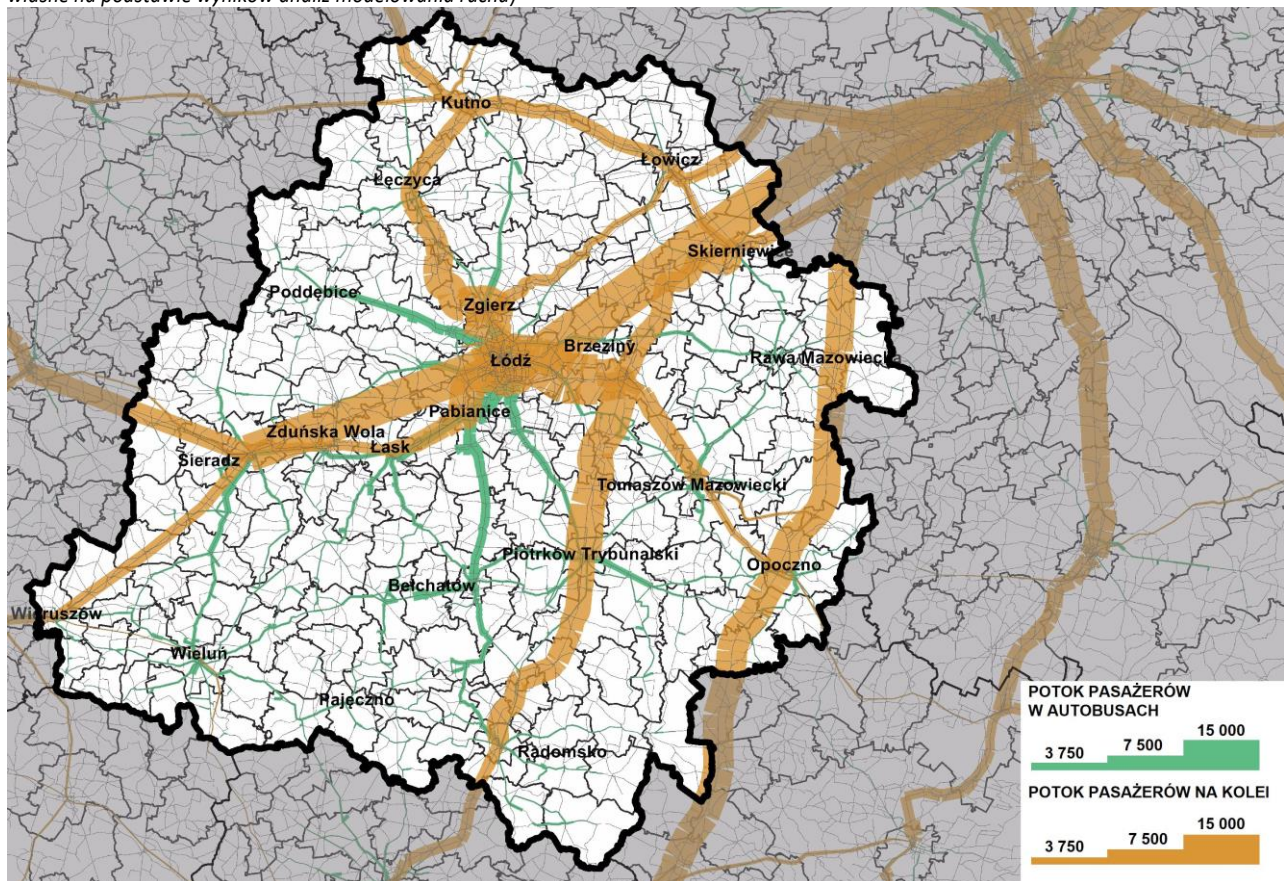 własne na podstawie wyników analiz modelowania ruchu)
Kutno
Łowicz
Łęczyca
Skierniewice
Poddębice
Zgierz
Brzeziny
Łódź
Rawa Mazowiecka
Pabianice
Zduńska Wola
Łask
Sieradz
Tomaszów Mazowiecki
Piotrków Trybunalski
Opoczno
Bełchatów
Wieruszów
Wieluń
Pajęczno
Radomsko
POTOK PASAŻERÓW
W AUTOBUSACH
3 750 7 500 15 000
POTOK PASAŻERÓW NA KOLEI
3 750 7 500 15 000